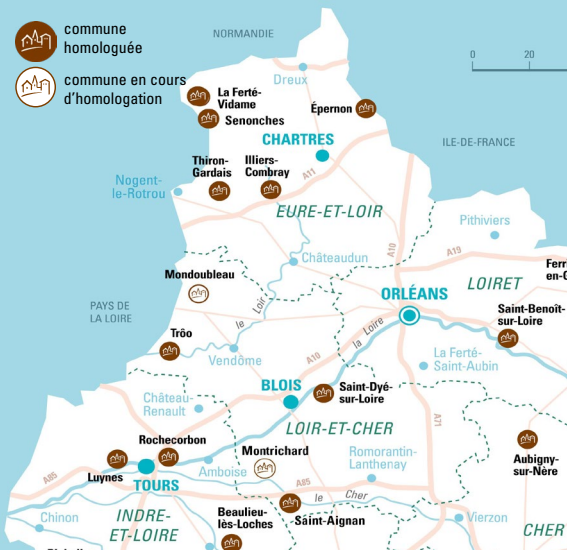 commune
homologuée
commune en cours
d'homologation
NORMANDIE
0 20
Dreux
La Ferté-
Vidame
Senonches
Épernon
CHARTRES
ILE-DE-FRANCE
Thiron-
Gardais
Illiers-
Combray
A11
Nogent-
le-Rotrou
EURE-ET-LOIR
Pithiviers
A10
A19
Châteaudun
Mondoubleau
LOIRET
Ferr
en-G
ORLÉANS
PAYS DE
LA LOIRE
le Loir
la Loire
Saint-Benoît-
sur-Loire
Trôo
Vendôme
A10
La Ferté-
Saint-Aubin
BLOIS
Saint-Dyé-
sur-Loire
Château-
Renault
LOIR-ET-CHER
A71
Rochecorbon
Montrichard
Romorantin-
Lanthenay
Aubigny-
sur-Nère
Luynes
Amboise
A85
A85
TOURS
le Cher
Chinon
INDRE-
ET-LOIRE
Beaulieu-
lès-Loches
Saint-Aignan
Vierzon
CHER